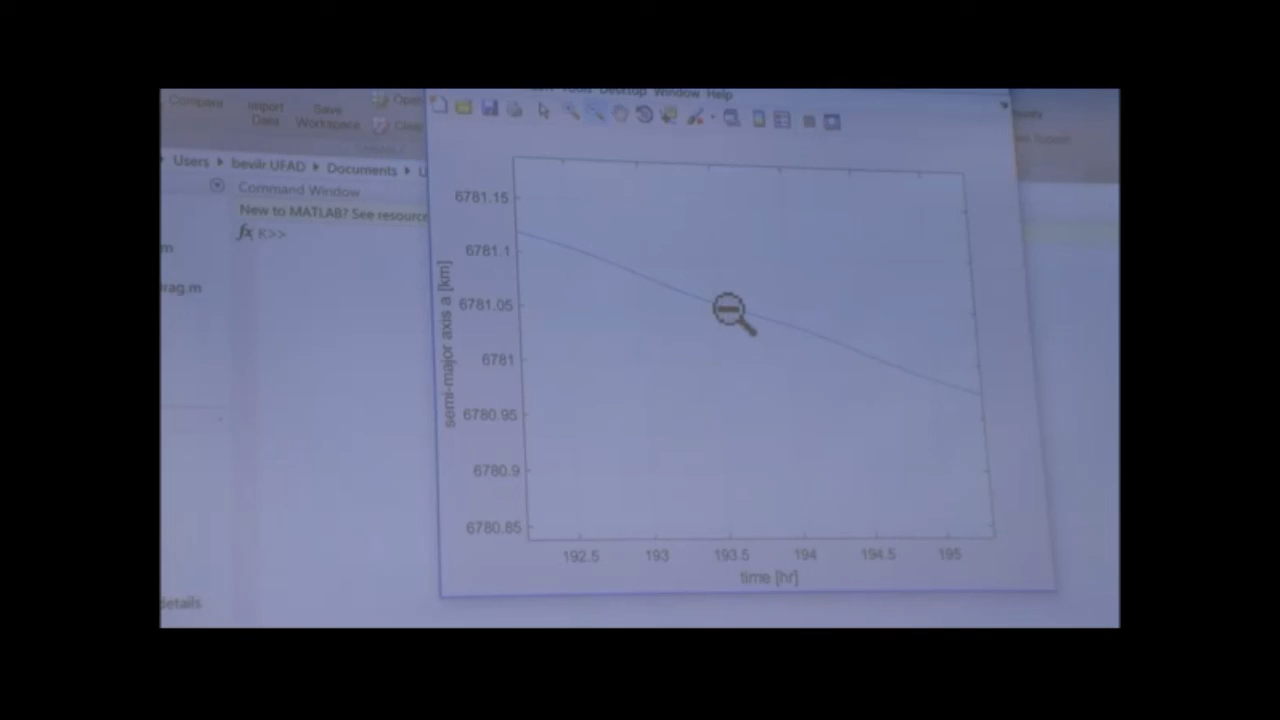 Desktop Window Help
Compare
Import Data
Save Workspace
Open
Users ▸ bevilr UFAD ▸ Documents ▸ U
Command Window
New to MATLAB? See resource
fx K>>
rag.m
details
6781.15
6781.1
6781.05
6781
6780.95
6780.9
6780.85
semi-major axis a [km]
192.5 193 193.5 194 194.5 195
time [hr]